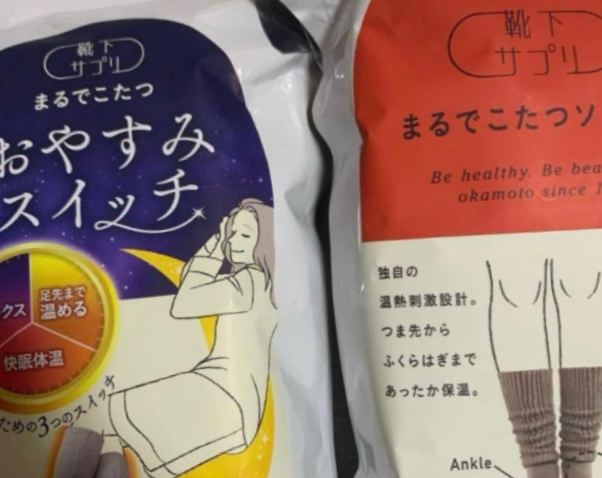 靴下
サプリ
まるでこたつ
おやすみ
スイッチ
クス
足先まで
温める
快眠体温
ための3つのスイッチ
靴下
サプリ
まるでこたつソ
Be healthy. Be bea
okamoto since 1
独自の
温熱刺激設計。
つま先から
ふくらはぎまで
あったか保温。
Ankle